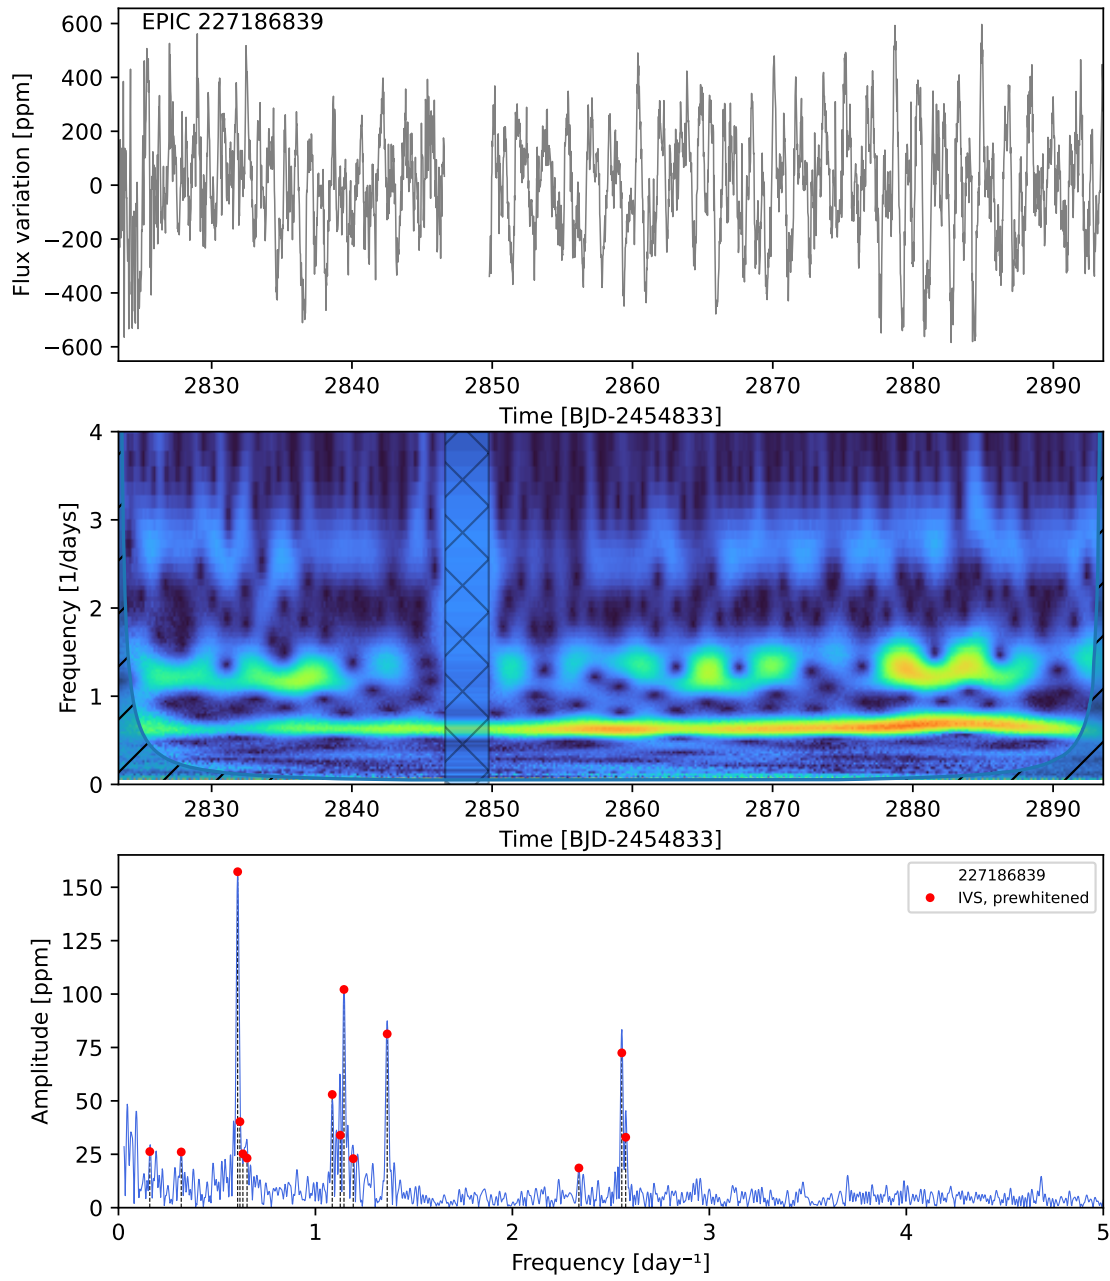 EPIC 227186839
600
400
200
0
−200
−400
−600
Flux variation [ppm]
2830 2840 2850 2860 2870 2880 2890
Time [BJD-2454833]
4
3
2
1
0
Frequency [1/days]
2830 2840 2850 2860 2870 2880 2890
Time [BJD-2454833]
227186839
IVS, prewhitened
150
125
100
75
50
25
0
Amplitude [ppm]
0 1 2 3 4 5
Frequency [day⁻¹]